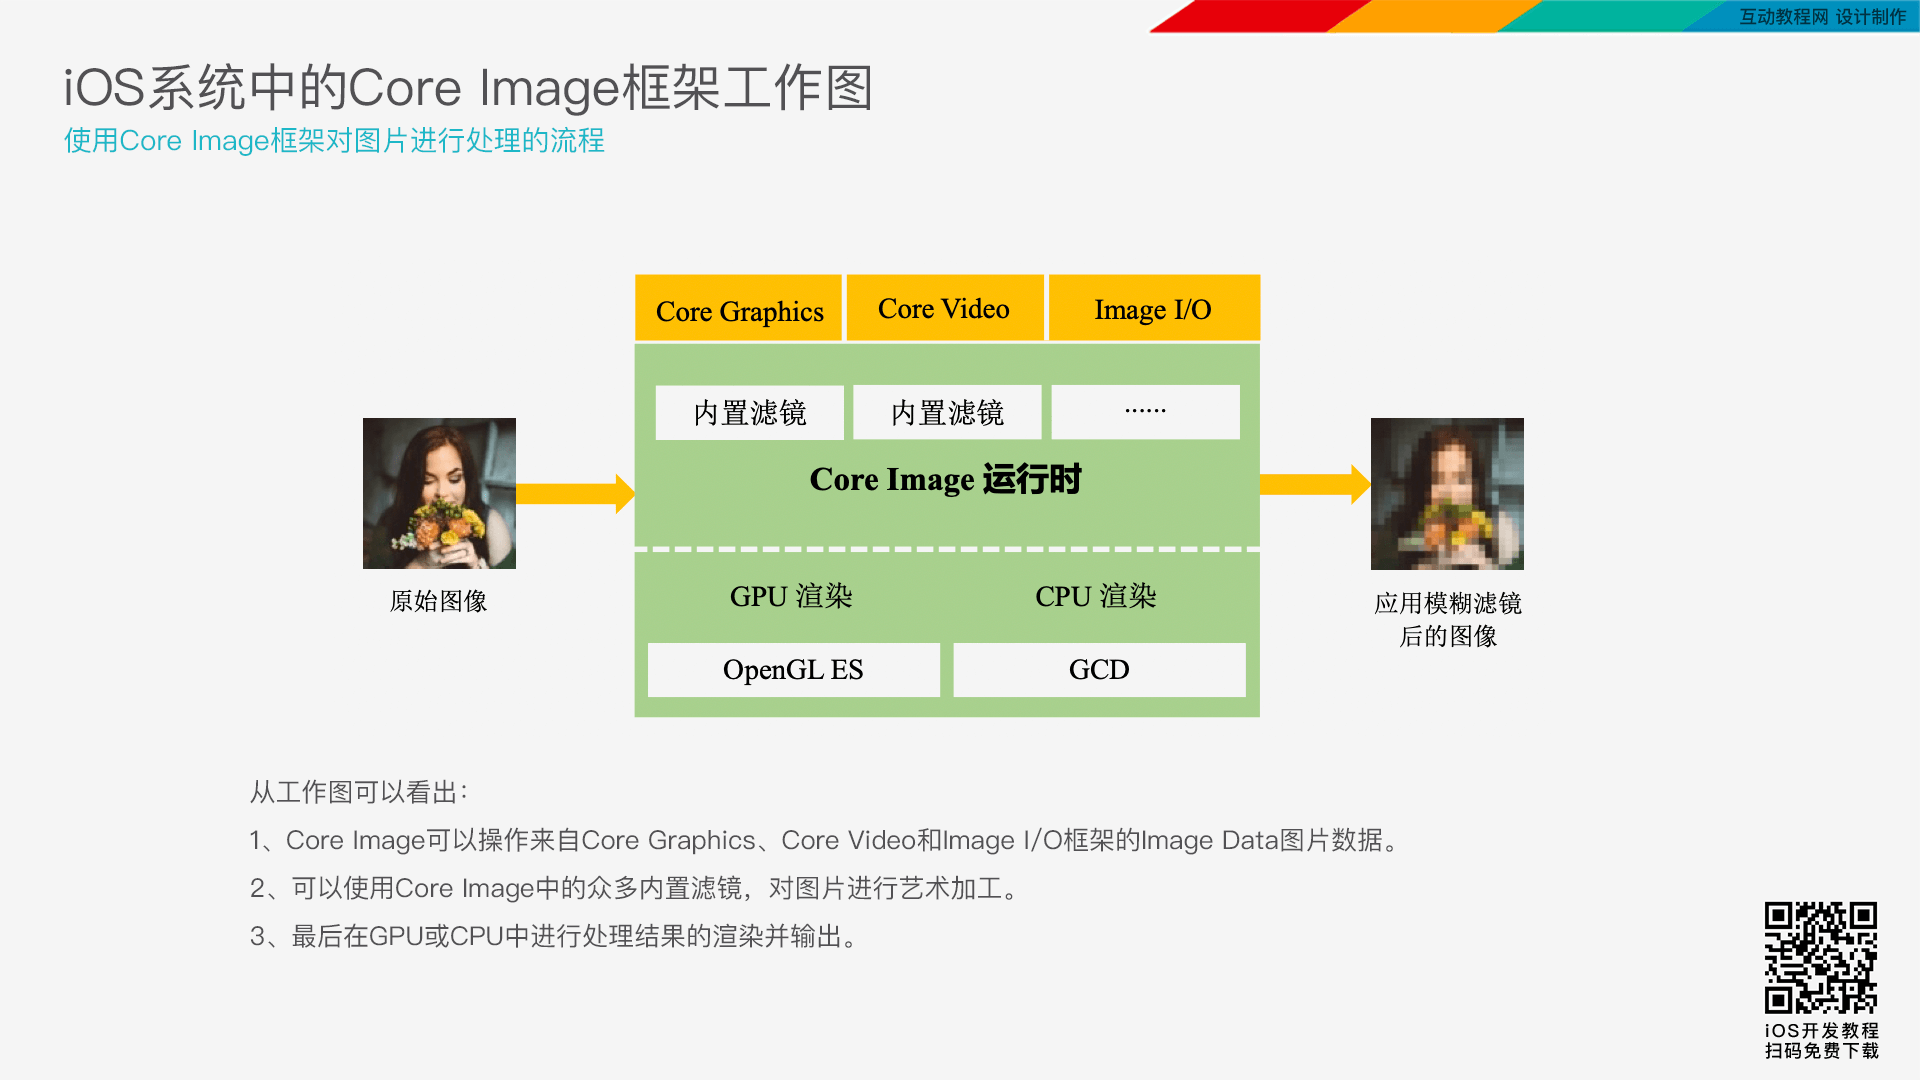 互动教程网 设计制作
iOS系统中的Core Image框架工作图
使用Core Image框架对图片进行处理的流程
Core Graphics
Core Video
Image I/O
内置滤镜
内置滤镜
······
Core Image 运行时
GPU 渲染
CPU 渲染
OpenGL ES
GCD
原始图像
应用模糊滤镜
后的图像
从工作图可以看出：
1、Core Image可以操作来自Core Graphics、Core Video和Image I/O框架的Image Data图片数据。
2、可以使用Core Image中的众多内置滤镜，对图片进行艺术加工。
3、最后在GPU或CPU中进行处理结果的渲染并输出。
iOS开发教程
扫码免费下载